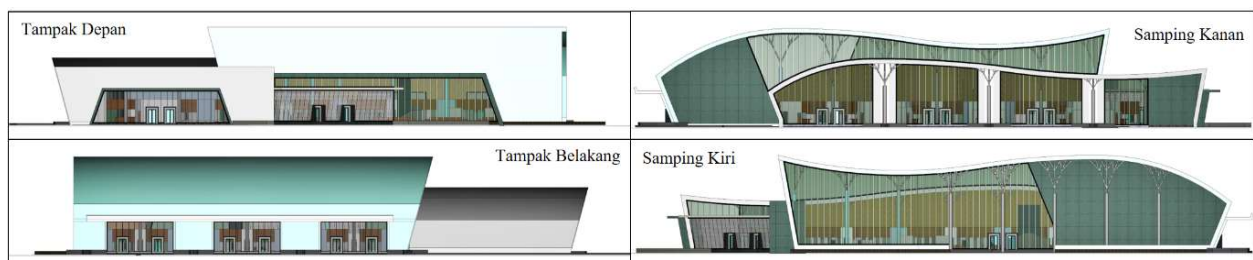 Tampak Depan
Samping Kanan
Tampak Belakang
Samping Kiri